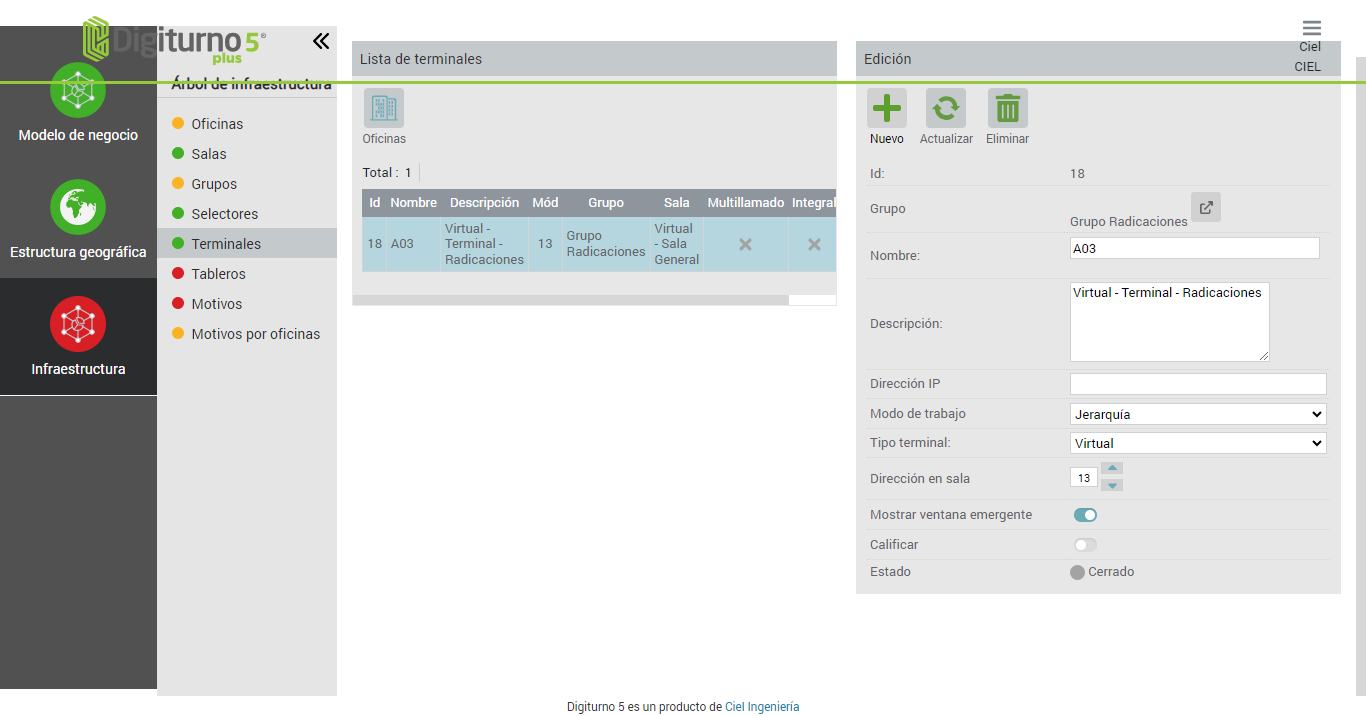 Digiturno 5®
plus
Ciel
CIEL
Modelo de negocio
Estructura geográfica
Infraestructura
Árbol de infraestructura
Oficinas
Salas
Grupos
Selectores
Terminales
Tableros
Motivos
Motivos por oficinas
Lista de terminales
Oficinas
Total : 1
Id Nombre Descripción Mód Grupo Sala Multillamado Integral
18 A03 Virtual - Terminal - Radicaciones 13 Grupo Radicaciones Virtual - Sala General
Edición
Nuevo Actualizar Eliminar
Id: 18
Grupo Grupo Radicaciones
Nombre: A03
Descripción: Virtual - Terminal - Radicaciones
Dirección IP
Modo de trabajo Jerarquía
Tipo terminal: Virtual
Dirección en sala 13
Mostrar ventana emergente
Calificar
Estado Cerrado
Digiturno 5 es un producto de Ciel Ingeniería